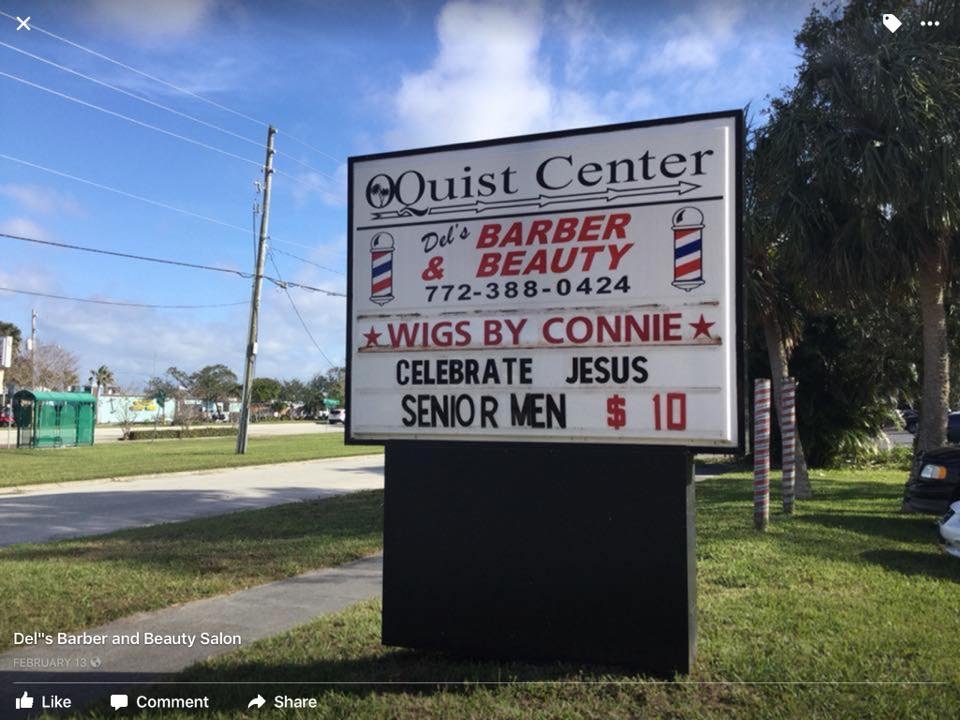 OQuist Center
Del's BARBER
& BEAUTY
772-388-0424
WIGS BY CONNIE
CELEBRATE JESUS
SENIOR MEN $ 10
Del"s Barber and Beauty Salon
FEBRUARY 13
Like Comment Share